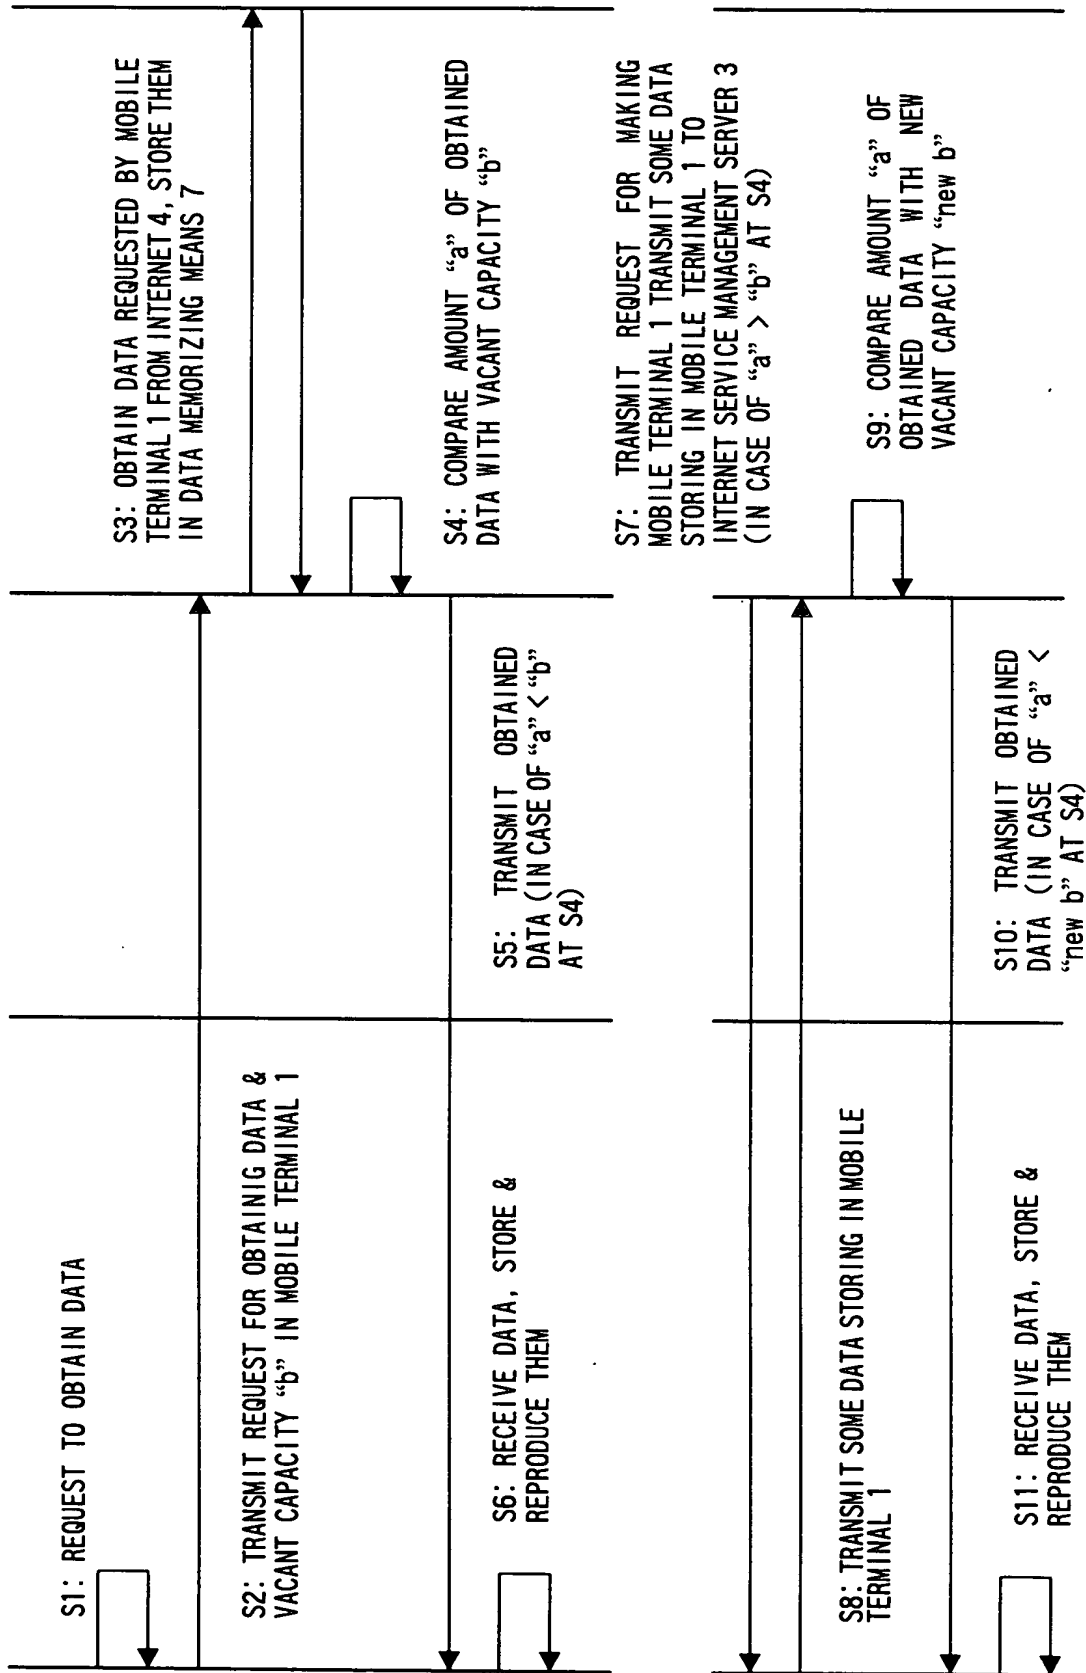 S1: REQUEST TO OBTAIN DATA
S2: TRANSMIT REQUEST FOR OBTAINIG DATA &
VACANT CAPACITY “b” IN MOBILE TERMINAL 1
S3: OBTAIN DATA REQUESTED BY MOBILE
TERMINAL 1 FROM INTERNET 4, STORE THEM
IN DATA MEMORIZING MEANS 7
S4: COMPARE AMOUNT “a” OF OBTAINED
DATA WITH VACANT CAPACITY “b”
S5: TRANSMIT OBTAINED
DATA (IN CASE OF “a” < “b”
AT S4)
S6: RECEIVE DATA, STORE &
REPRODUCE THEM
S7: TRANSMIT REQUEST FOR MAKING
MOBILE TERMINAL 1 TRANSMIT SOME DATA
STORING IN MOBILE TERMINAL 1 TO
INTERNET SERVICE MANAGEMENT SERVER 3
(IN CASE OF “a” > “b” AT S4)
S8: TRANSMIT SOME DATA STORING IN MOBILE
TERMINAL 1
S9: COMPARE AMOUNT “a” OF
OBTAINED DATA WITH NEW
VACANT CAPACITY “new b”
S10: TRANSMIT OBTAINED
DATA (IN CASE OF “a” <
“new b” AT S4)
S11: RECEIVE DATA, STORE &
REPRODUCE THEM